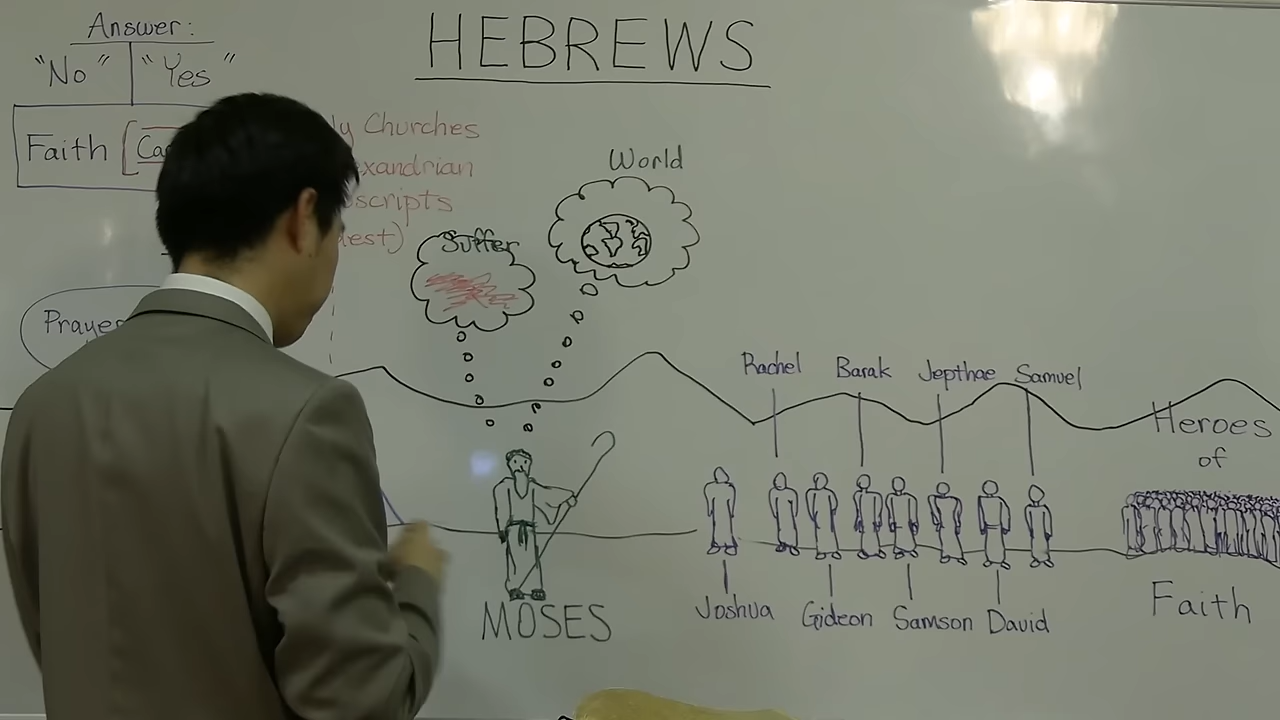 HEBREWS
Answer:
"No" "Yes"
Faith
Churches
World
Suffer
Rachel Barak Jepthae Samuel
Heroes
of
Faith
Joshua Gideon Samson David
MOSES